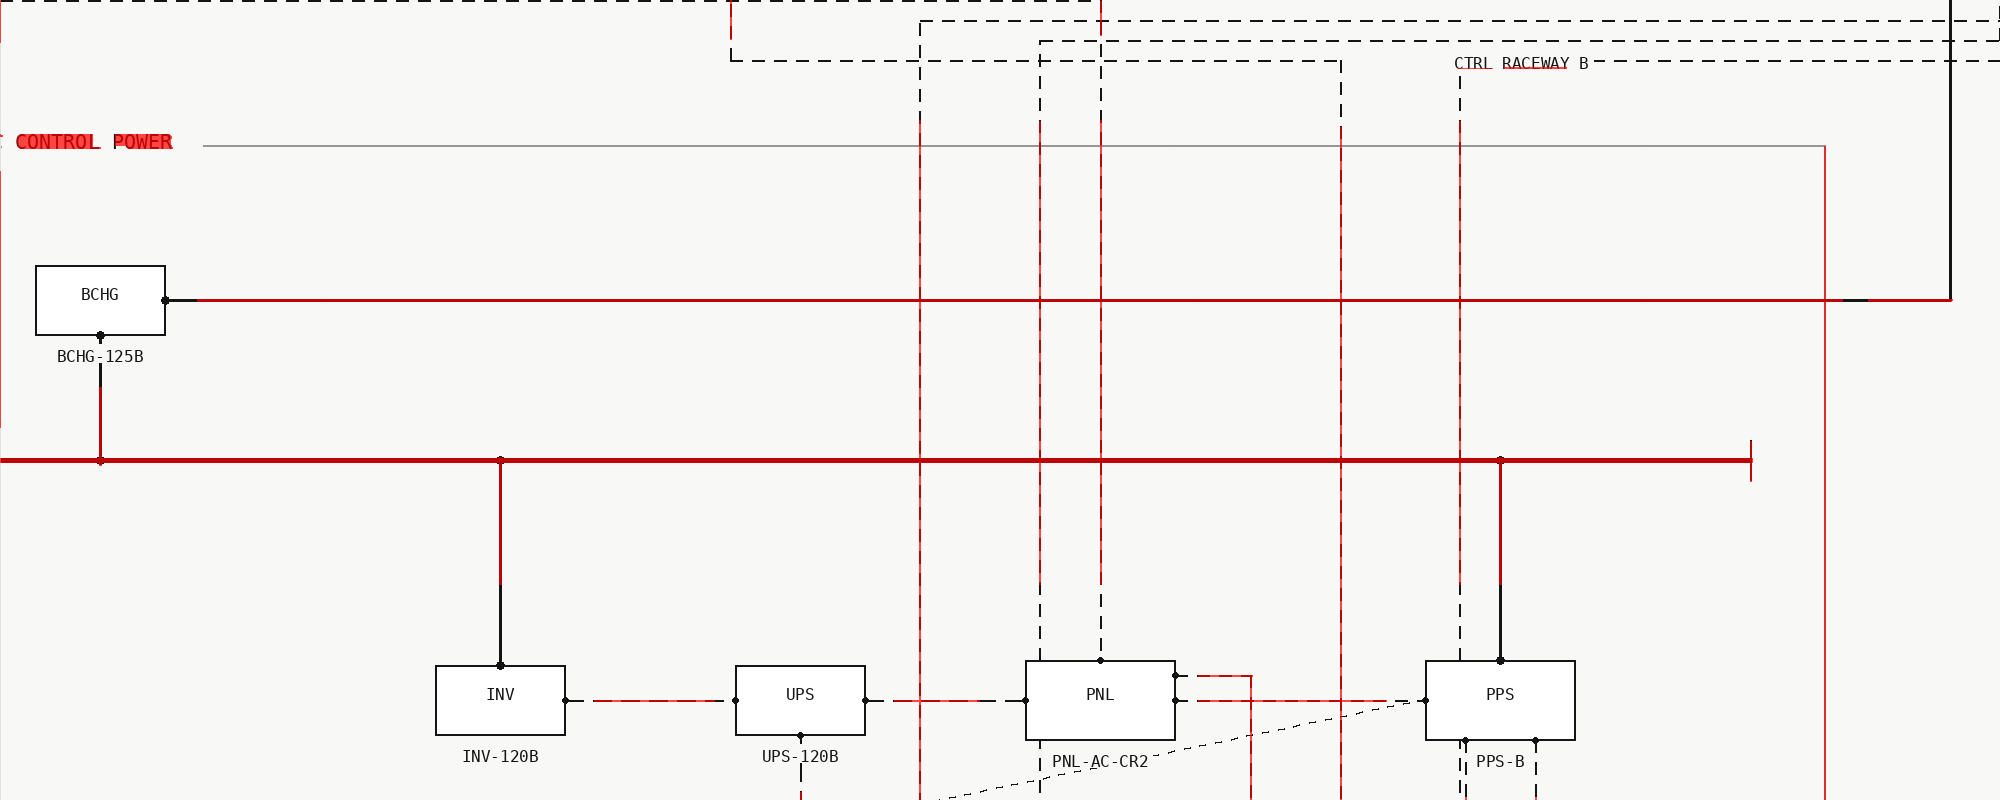 CTRL RACEWAY B
CONTROL POWER
BCHG
BCHG-125B
INV
UPS
PNL
PPS
INV-120B
UPS-120B
PNL-AC-CR2
PPS-B